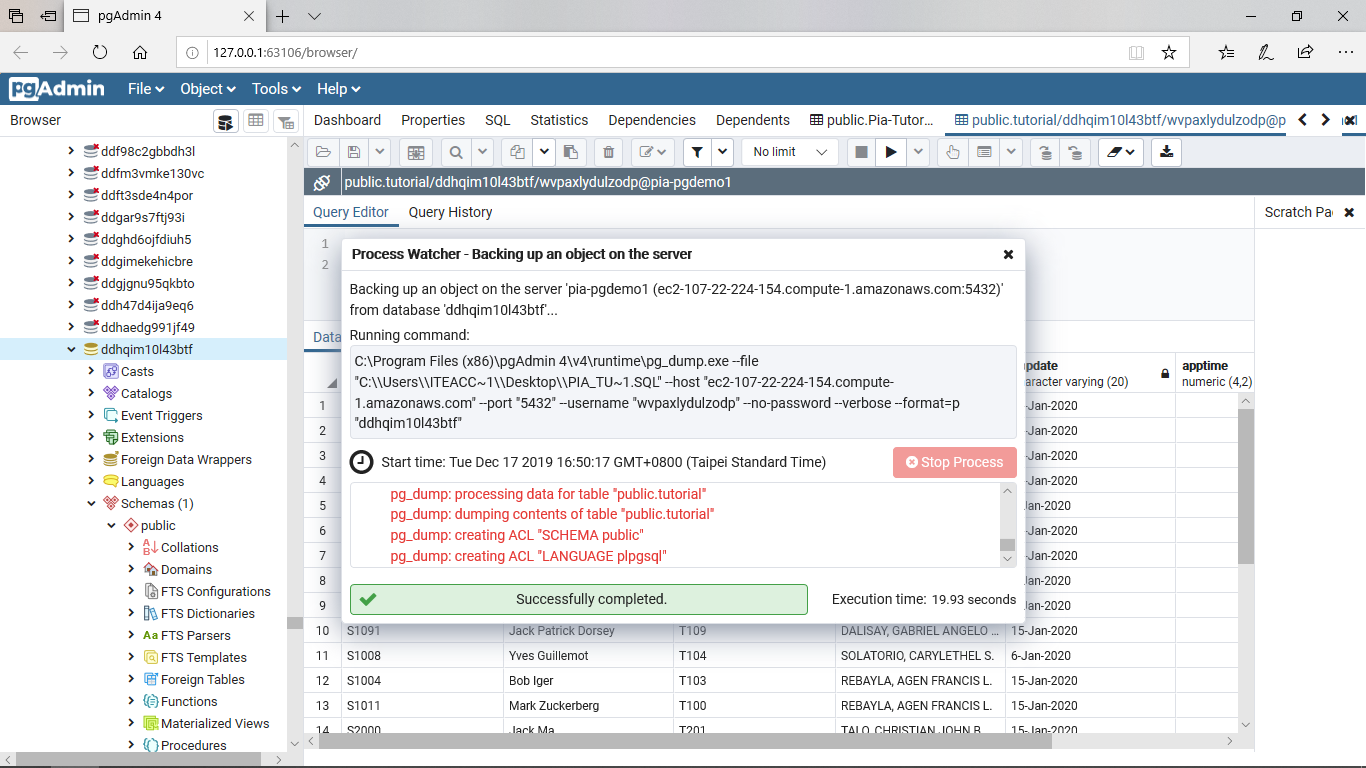 pgAdmin 4
127.0.0.1:63106/browser/
pgAdmin File Object Tools Help
Browser
Dashboard Properties SQL Statistics Dependencies Dependents public.Pia-Tutor... public.tutorial/ddhqim10l43btf/wvpaxlydulzodp@p
No limit
public.tutorial/ddhqim10l43btf/wvpaxlydulzodp@pia-pgdemo1
Query Editor Query History
Scratch Pa
1
2
ddf98c2gbbdh3l
ddfm3vmke130vc
ddft3sde4n4por
ddgar9s7ftj93i
ddghd6ojfdiuh5
ddgimekehicbre
ddgjgnu95qkbto
ddh47d4ija9eq6
ddhaedg991jf49
ddhqim10l43btf
Casts
Catalogs
Event Triggers
Extensions
Foreign Data Wrappers
Languages
Schemas (1)
public
Collations
Domains
FTS Configurations
FTS Dictionaries
Aa FTS Parsers
FTS Templates
Foreign Tables
Functions
Materialized Views
Procedures
Process Watcher - Backing up an object on the server
Backing up an object on the server 'pia-pgdemo1 (ec2-107-22-224-154.compute-1.amazonaws.com:5432)'
from database 'ddhqim10l43btf'...
Running command:
C:\Program Files (x86)\pgAdmin 4\v4\runtime\pg_dump.exe --file
"C:\\Users\\ITEACC~1\\Desktop\\PIA_TU~1.SQL" --host "ec2-107-22-224-154.compute-
1.amazonaws.com" --port "5432" --username "wvpaxlydulzodp" --no-password --verbose --format=p
"ddhqim10l43btf"
Start time: Tue Dec 17 2019 16:50:17 GMT+0800 (Taipei Standard Time)
Stop Process
pg_dump: processing data for table "public.tutorial"
pg_dump: dumping contents of table "public.tutorial"
pg_dump: creating ACL "SCHEMA public"
pg_dump: creating ACL "LANGUAGE plpgsql"
Successfully completed.
Execution time: 19.93 seconds
Data
pdate apptime
aracter varying (20) numeric (4,2)
1 -Jan-2020
2 -Jan-2020
3 -Jan-2020
4 -Jan-2020
5 -Jan-2020
6 -Jan-2020
7 -Jan-2020
8 -Jan-2020
9 -Jan-2020
10 S1091 Jack Patrick Dorsey T109 DALISAY, GABRIEL ANGELO ... 15-Jan-2020
11 S1008 Yves Guillemot T104 SOLATORIO, CARYLETHEL S. 6-Jan-2020
12 S1004 Bob Iger T103 REBAYLA, AGEN FRANCIS L. 15-Jan-2020
13 S1011 Mark Zuckerberg T100 REBAYLA, AGEN FRANCIS L. 15-Jan-2020
14 S2000 Jack Ma T201 TALO, CHRISTIAN JOHN B. 15-Jan-2020